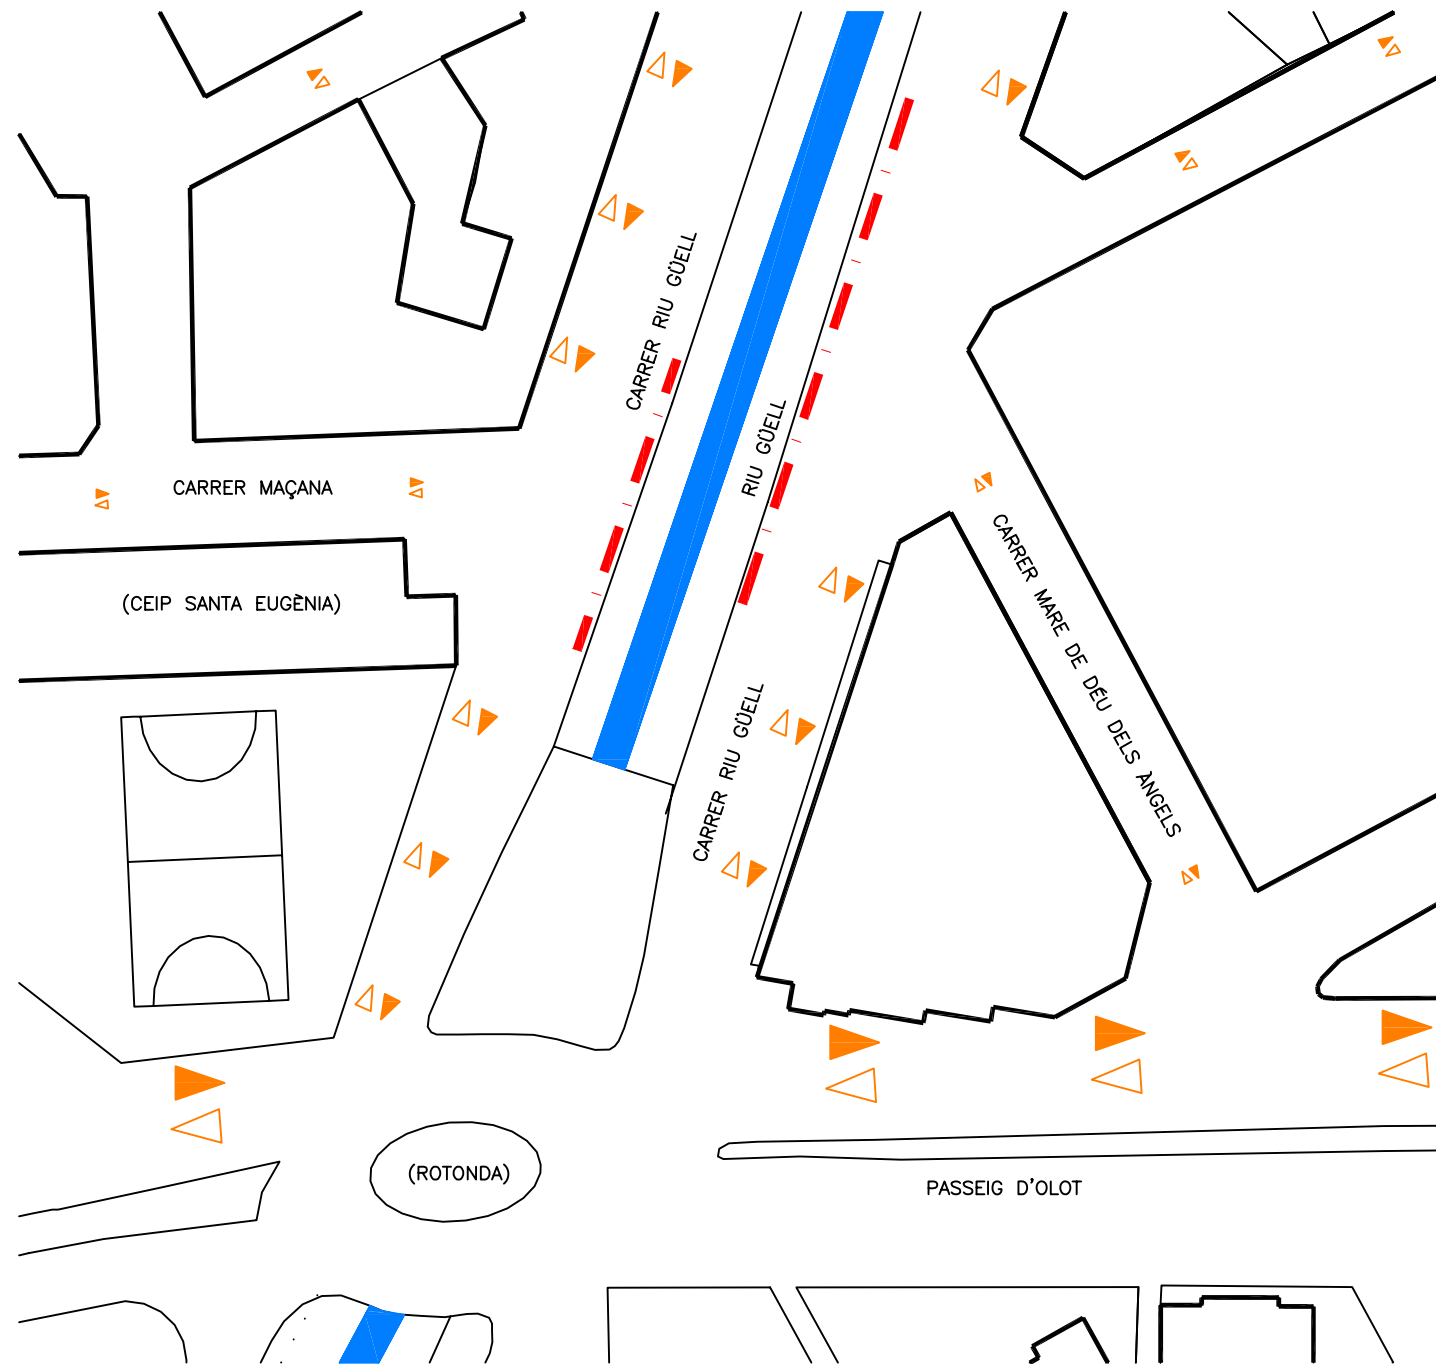 CARRER RIU GÜELL
RIU GÜELL
CARRER MAÇANA
(CEIP SANTA EUGÈNIA)
CARRER MARE DE DÉU DELS ÀNGELS
CARRER RIU GÜELL
(ROTONDA)
PASSEIG D'OLOT